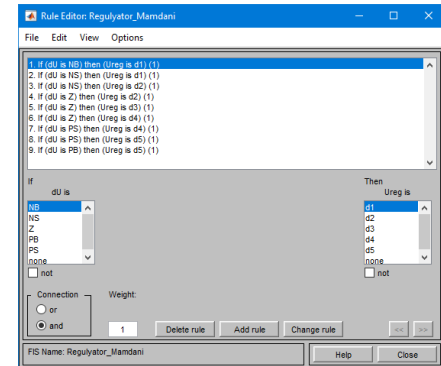 Rule Editor: Regulyator_Mamdani
File Edit View Options
1. If (dU is NB) then (Ureg is d1) (1)
2. If (dU is NS) then (Ureg is d1) (1)
3. If (dU is NS) then (Ureg is d2) (1)
4. If (dU is Z) then (Ureg is d2) (1)
5. If (dU is Z) then (Ureg is d3) (1)
6. If (dU is Z) then (Ureg is d4) (1)
7. If (dU is PS) then (Ureg is d4) (1)
8. If (dU is PS) then (Ureg is d5) (1)
9. If (dU is PB) then (Ureg is d5) (1)
If
dU is
NB
NS
Z
PB
PS
none
not
Then
Ureg is
d1
d2
d3
d4
d5
none
not
Connection
or
and
Weight:
1
Delete rule Add rule Change rule << >>
FIS Name: Regulyator_Mamdani
Help Close